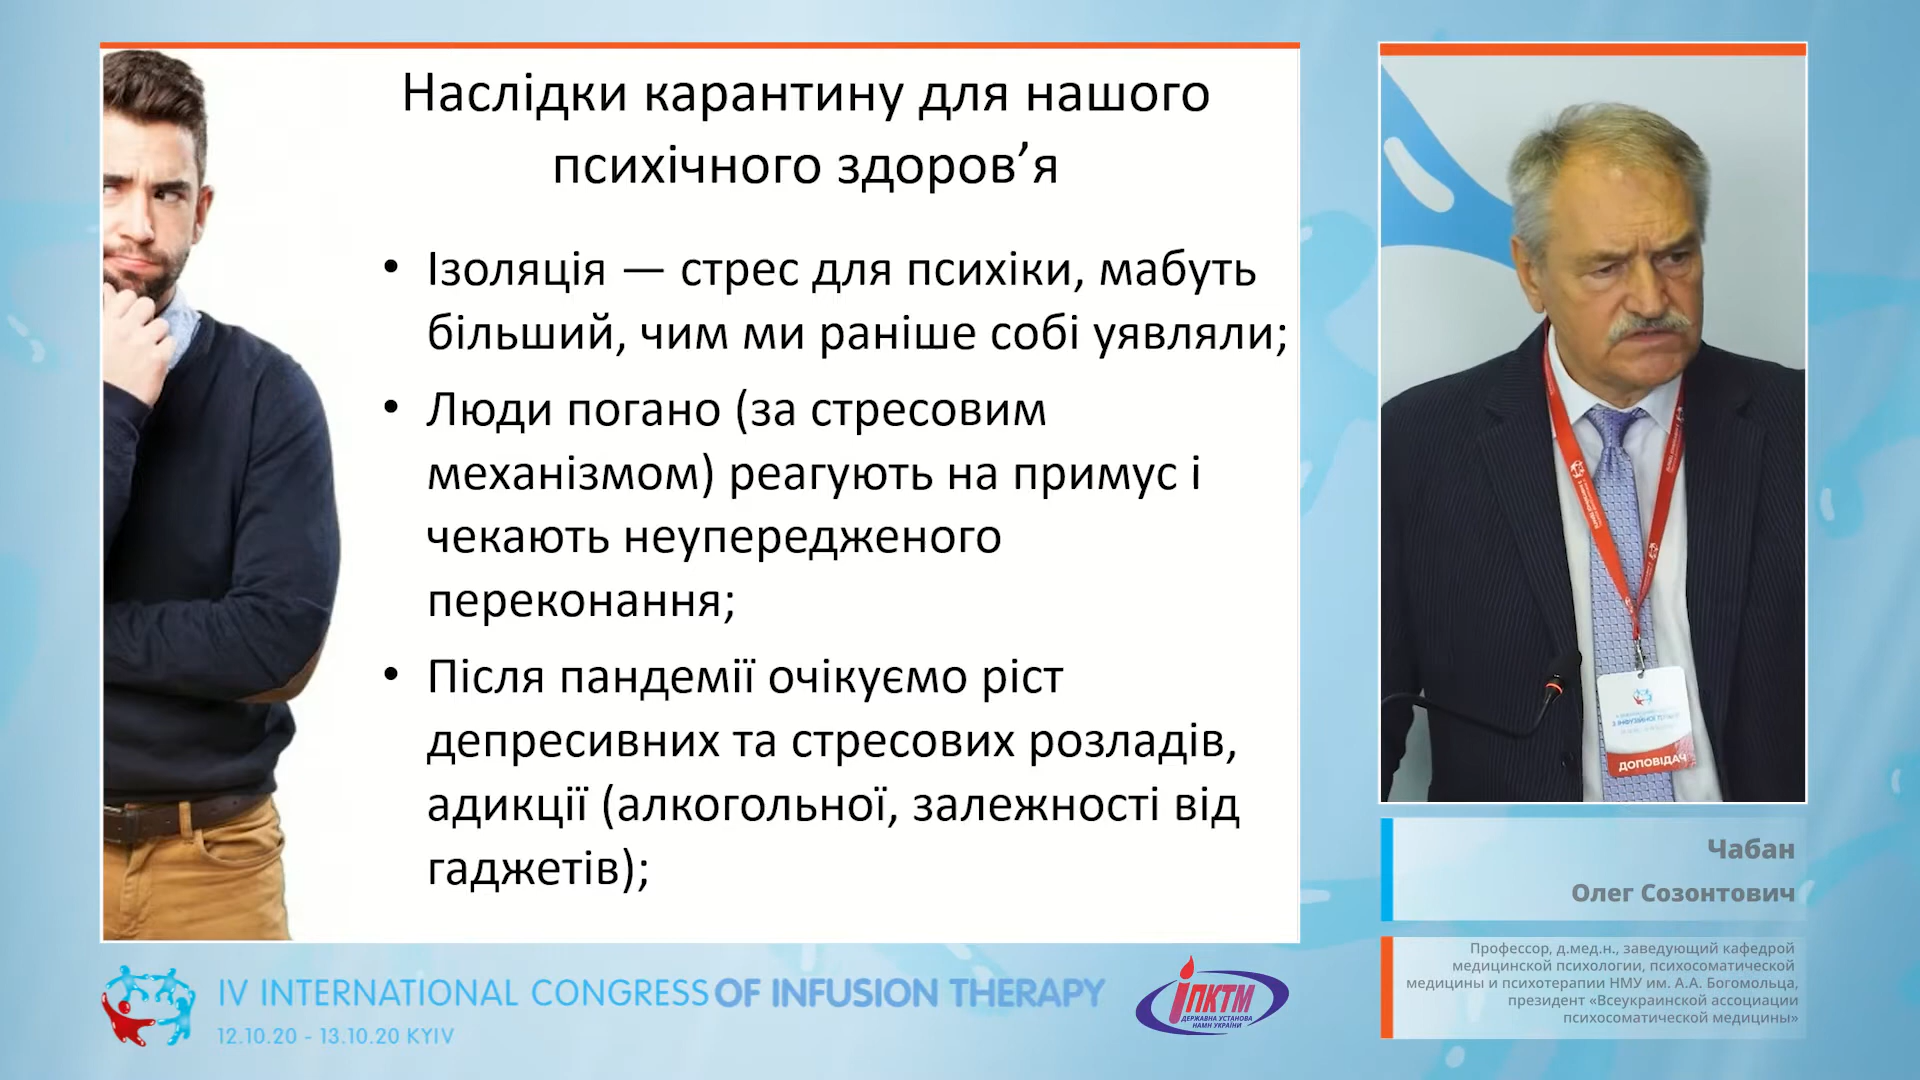 Наслідки карантину для нашого
психічного здоров’я
• Ізоляція — стрес для психіки, мабуть
більший, чим ми раніше собі уявляли;
• Люди погано (за стресовим
механізмом) реагують на примус і
чекають неупередженого
переконання;
• Після пандемії очікуємо ріст
депресивних та стресових розладів,
адикції (алкогольної, залежності від
гаджетів);
IV INTERNATIONAL CONGRESS OF INFUSION THERAPY
12.10.20 - 13.10.20 KYIV
ІПКТМ
ДЕРЖАВНА УСТАНОВА
НАМН УКРАЇНИ
ДОПОВІДАЧ
Чабан
Олег Созонтович
Профессор, д.мед.н., заведующий кафедрой
медицинской психологии, психосоматической
медицины и психотерапии НМУ им. А.А. Богомольца,
президент «Всеукраинской ассоциации
психосоматической медицины»